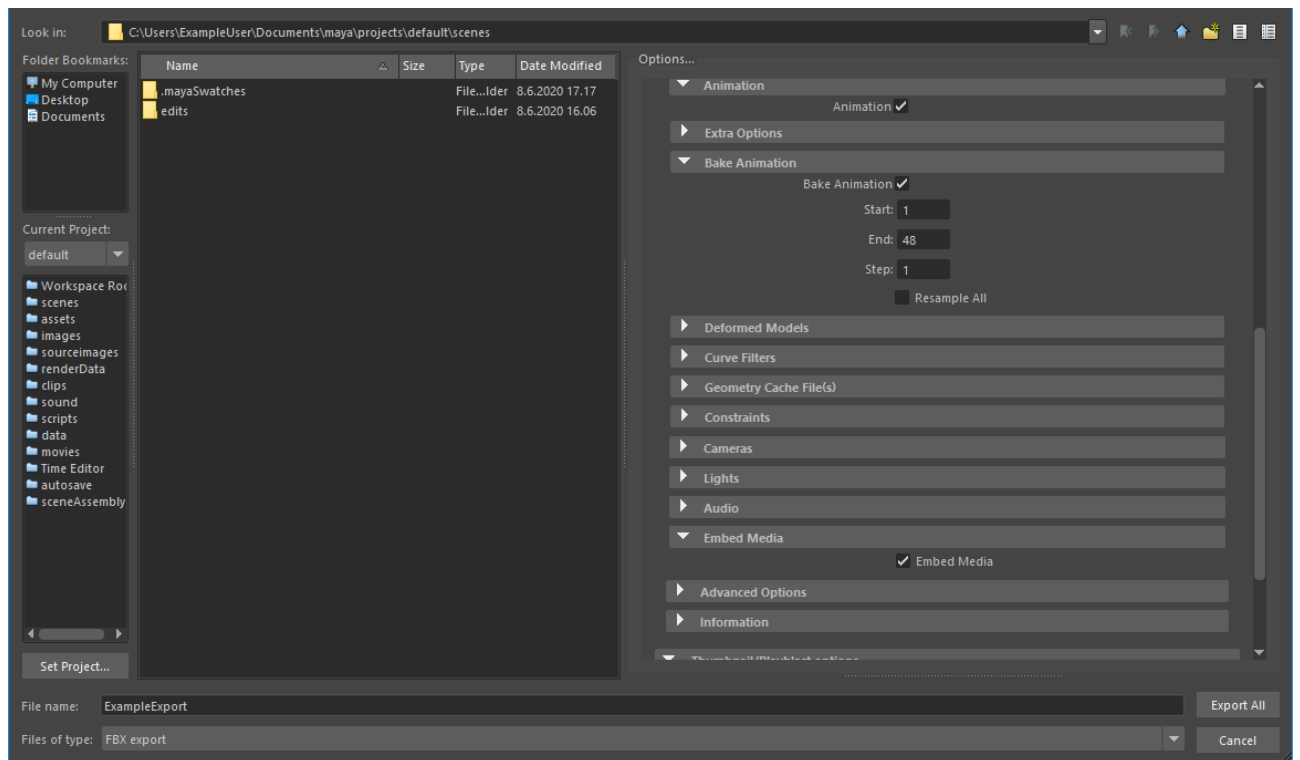 Look in: C:\Users\ExampleUser\Documents\maya\projects\default\scenes
Folder Bookmarks:
My Computer
Desktop
Documents
Current Project:
default
Workspace Roo
scenes
assets
images
sourceimages
renderData
clips
sound
scripts
data
movies
Time Editor
autosave
sceneAssembly
Set Project...
Name Size Type Date Modified
.mayaSwatches File...lder 8.6.2020 17.17
edits File...lder 8.6.2020 16.06
Options...
Animation
Animation
Extra Options
Bake Animation
Bake Animation
Start: 1
End: 48
Step: 1
Resample All
Deformed Models
Curve Filters
Geometry Cache File(s)
Constraints
Cameras
Lights
Audio
Embed Media
Embed Media
Advanced Options
Information
Thumbnail/Playblast options
File name: ExampleExport
Export All
Files of type: FBX export
Cancel